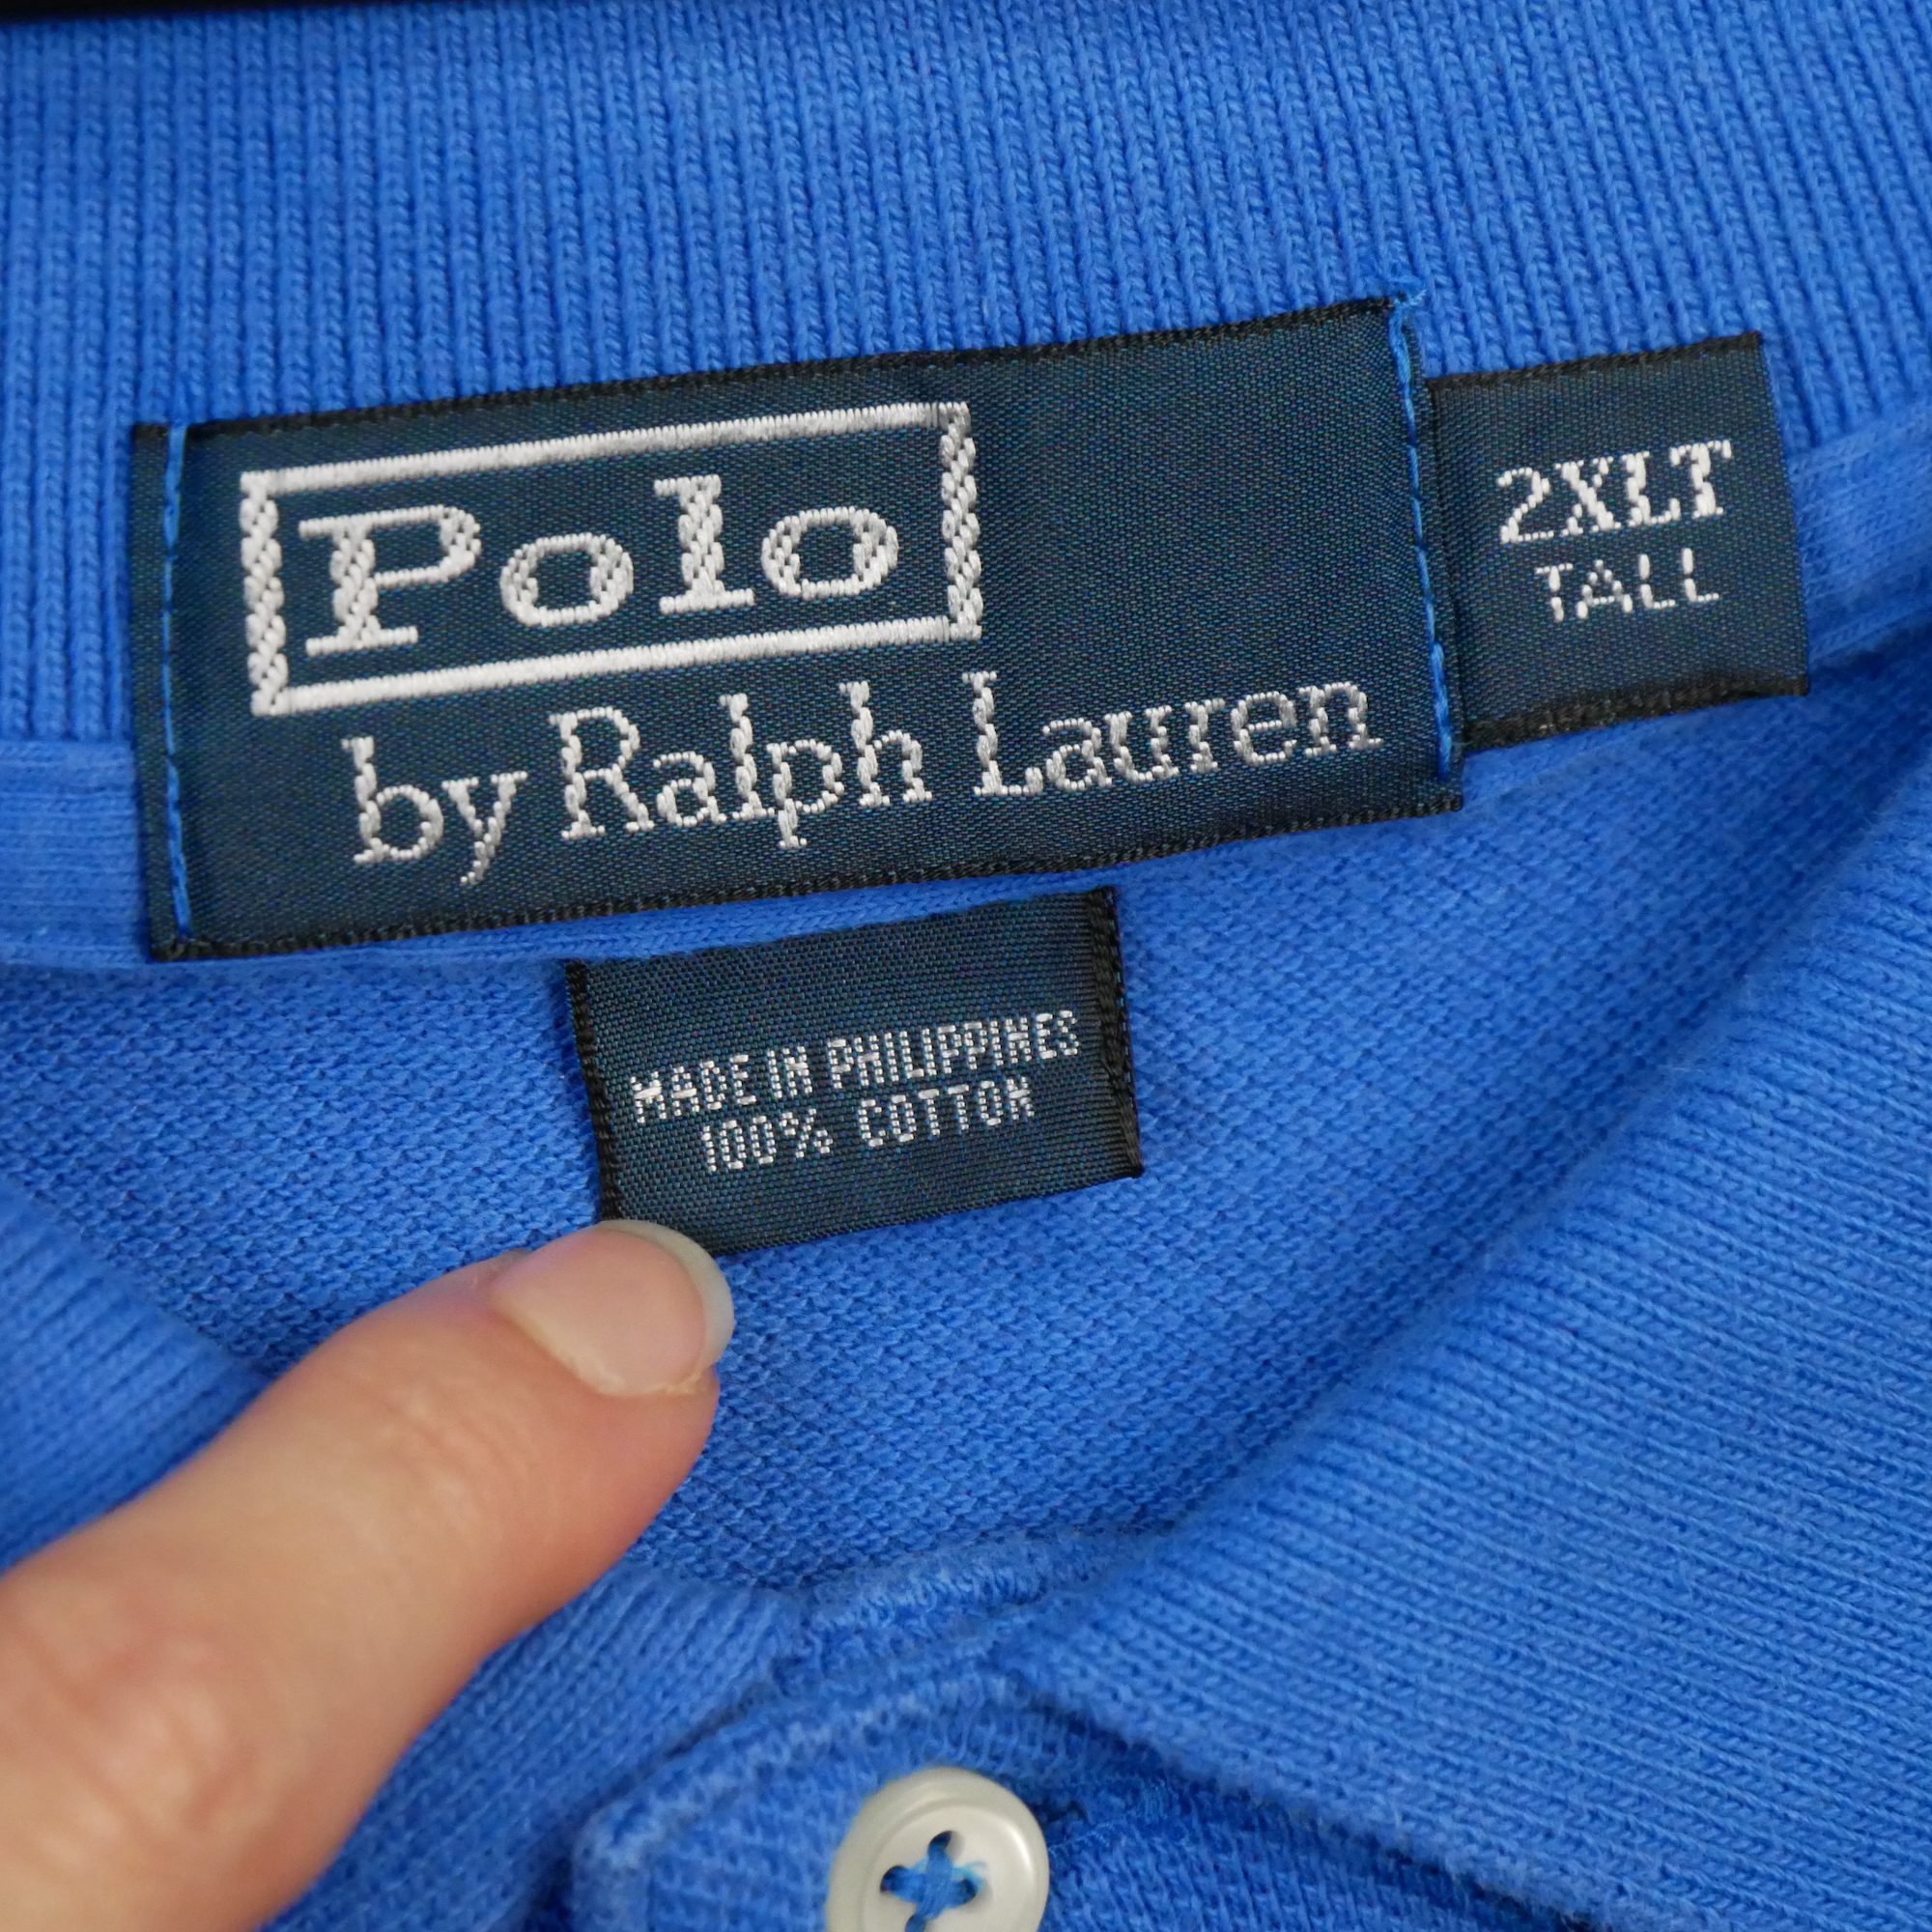 Polo
by Ralph Lauren
2XLT
TALL
MADE IN PHILIPPINES
100% COTTON